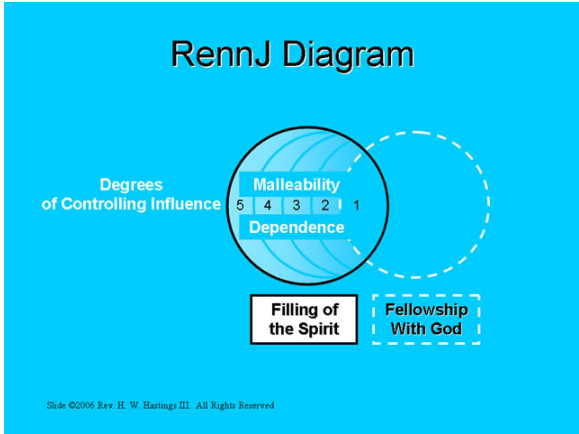 RennJ Diagram
Degrees
of Controlling Influence
Malleability
5 4 3 2 1
Dependence
Filling of
the Spirit
Fellowship
With God
Slide ©2006 Rev. H. W. Hastings III. All Rights Reserved